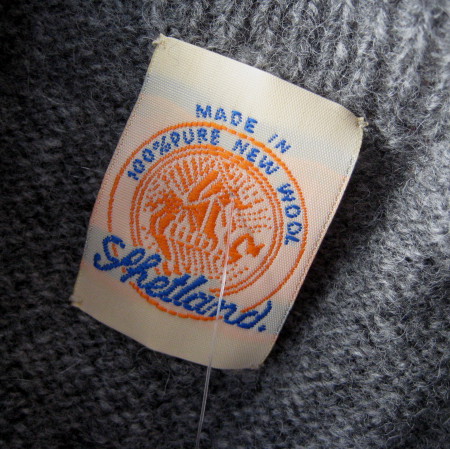 MADE IN
100% PURE NEW WOOL
Shetland.